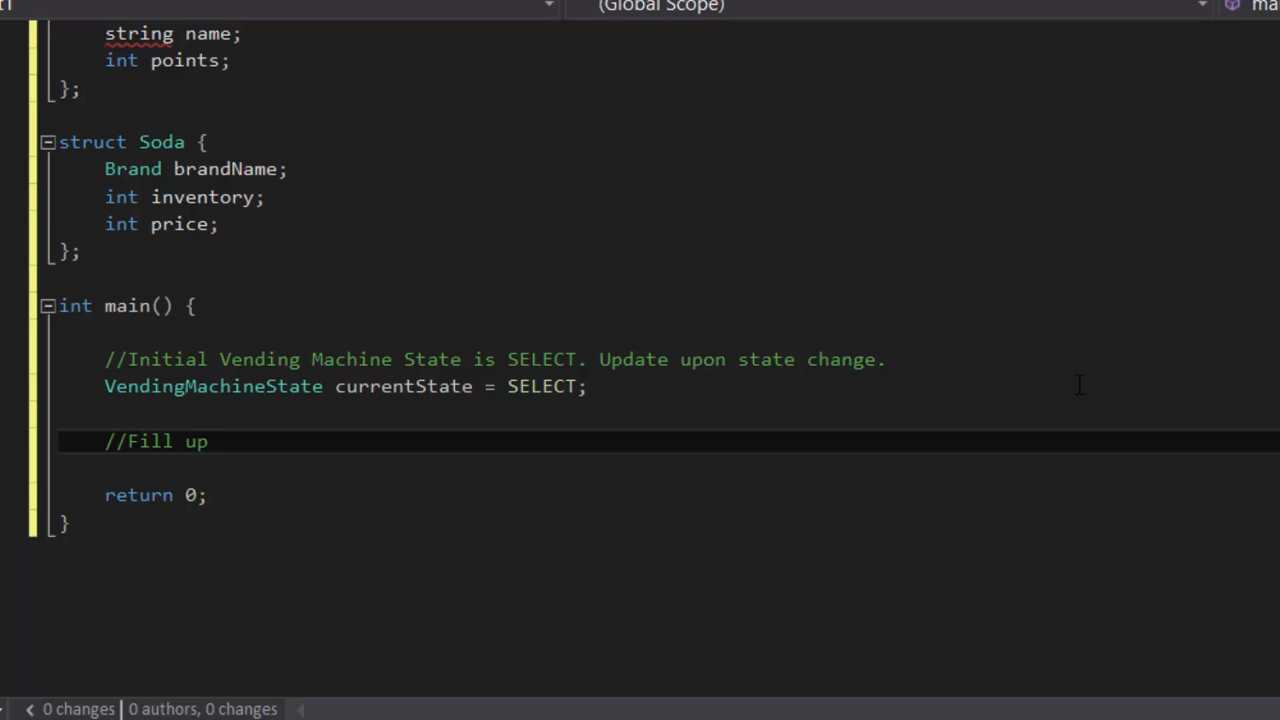 (Global Scope)
string name;
int points;
};
struct Soda {
Brand brandName;
int inventory;
int price;
};
int main() {
//Initial Vending Machine State is SELECT. Update upon state change.
VendingMachineState currentState = SELECT;
//Fill up
return 0;
}
0 changes | 0 authors, 0 changes